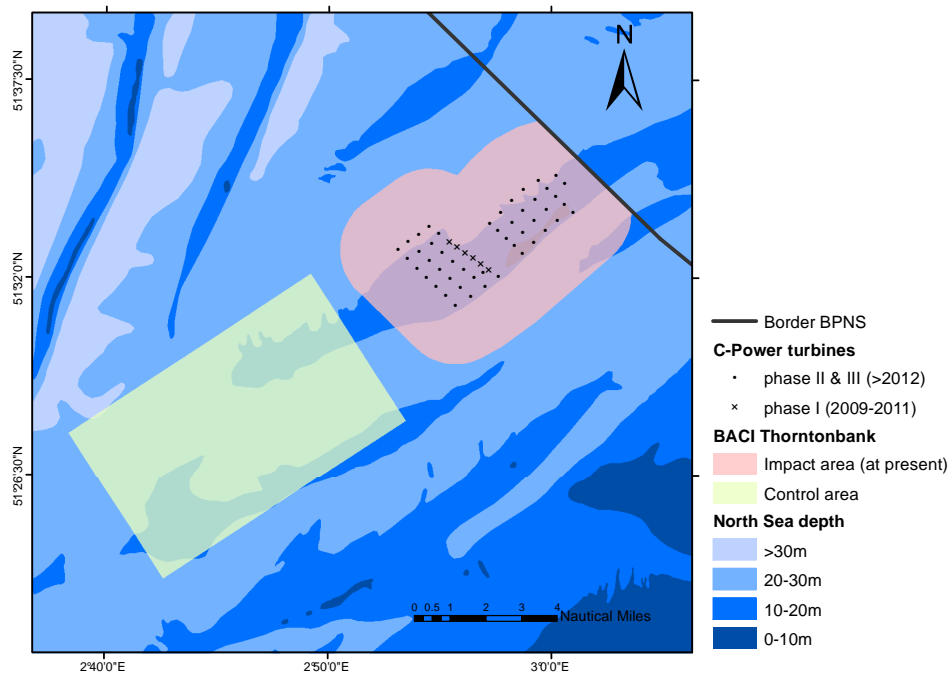 N
51°37'30"N
51°32'0"N
51°26'30"N
2°40'0"E
2°50'0"E
3°0'0"E
0 0.5 1 2 3 4
Nautical Miles
Border BPNS
C-Power turbines
phase II & III (>2012)
phase I (2009-2011)
BACI Thorntonbank
Impact area (at present)
Control area
North Sea depth
>30m
20-30m
10-20m
0-10m